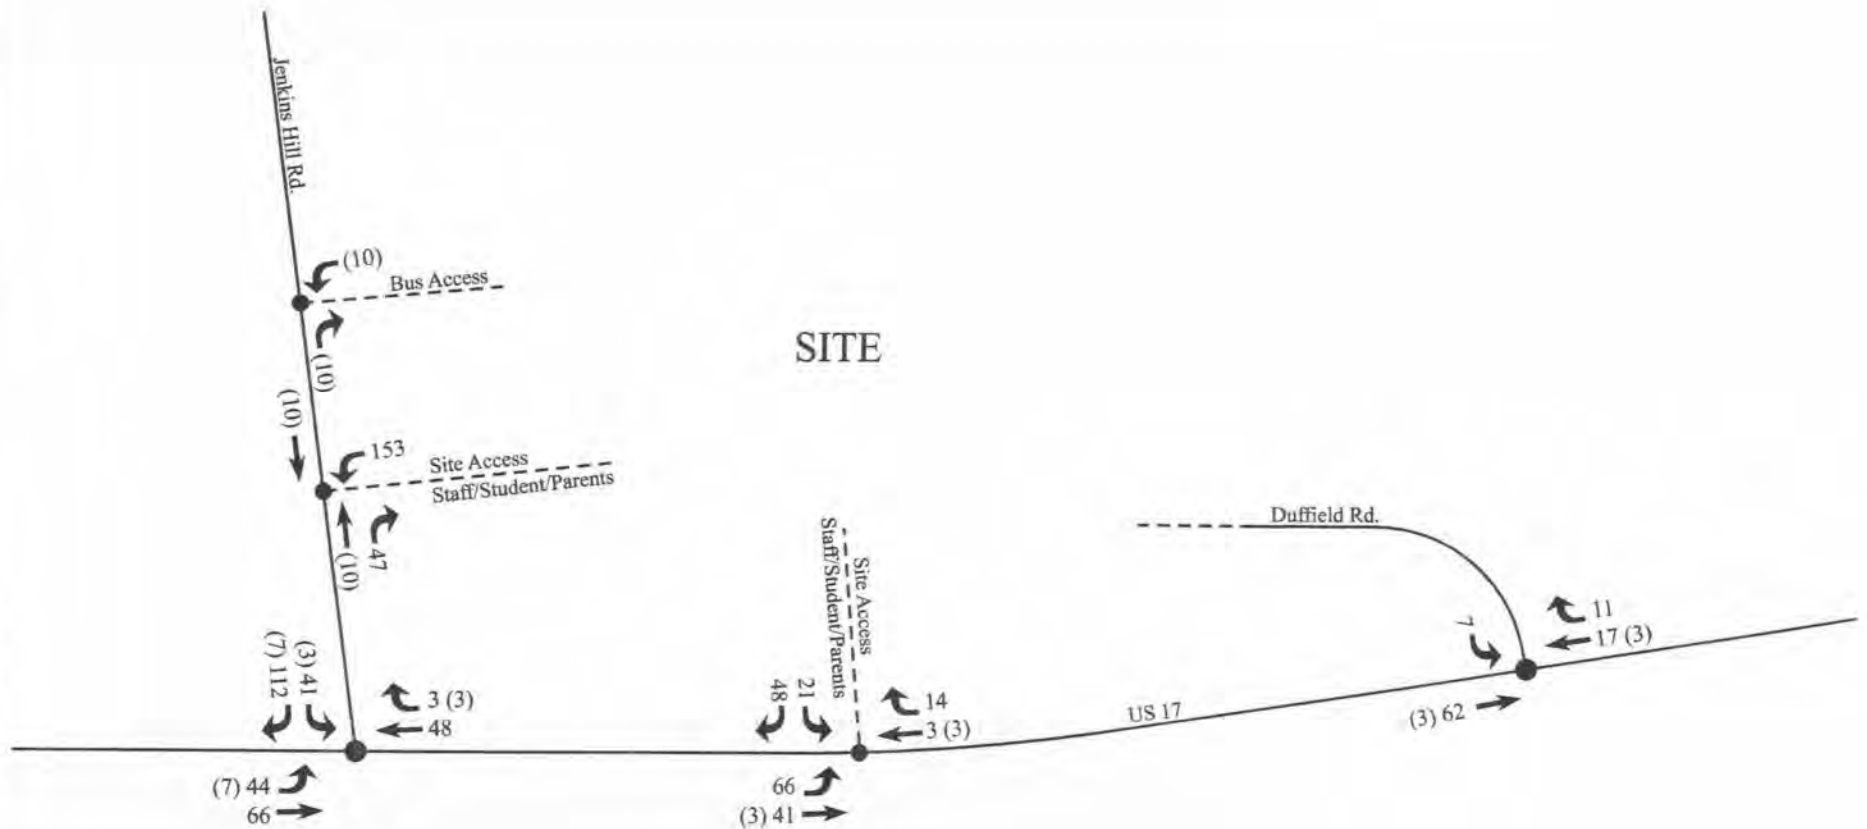 Jenkins Hill Rd.
(10)
Bus Access
(10)
SITE
(10)
153
Site Access
Staff/Student/Parents
(10)
47
Staff/Student/Parents
Site Access
Duffield Rd.
7
11
17 (3)
(3) 62
US 17
(7) 112
(3) 41
3 (3)
48
(7) 44
66
48
21
14
3 (3)
66
(3) 41